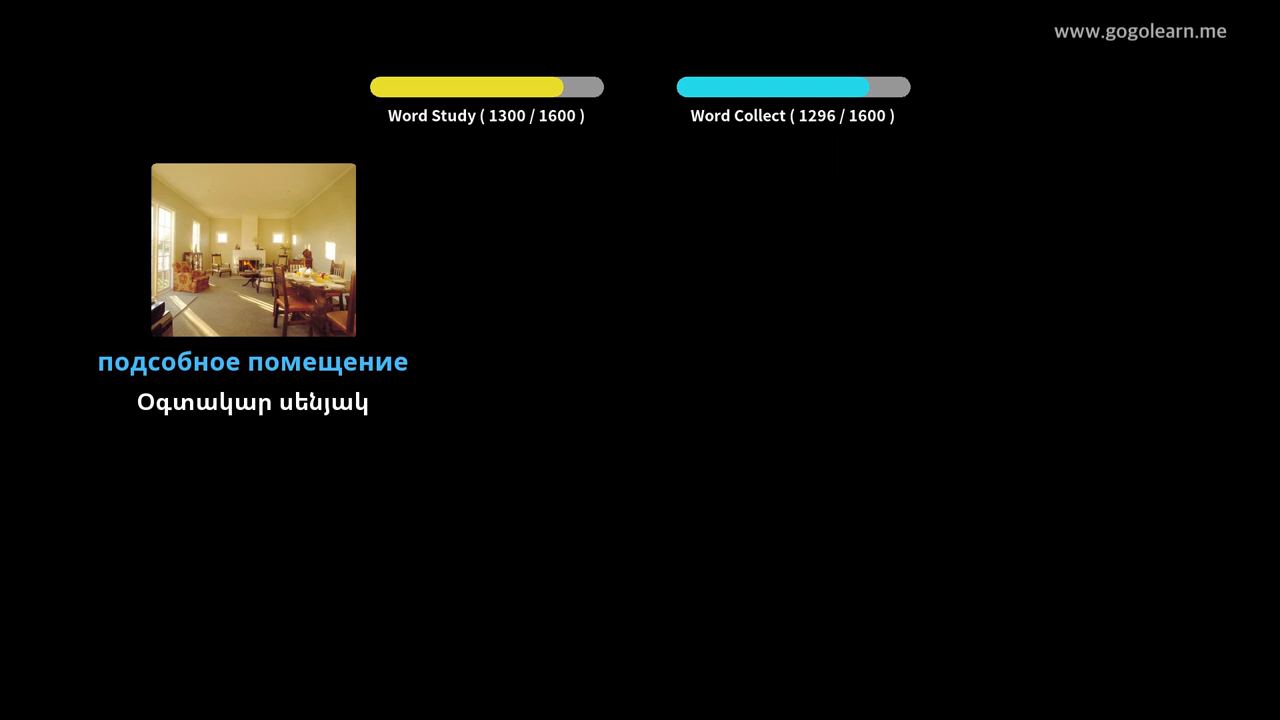 www.gogolearn.me
Word Study ( 1300 / 1600 )
Word Collect ( 1296 / 1600 )
подсобное помещение
Օգտակար սենյակ